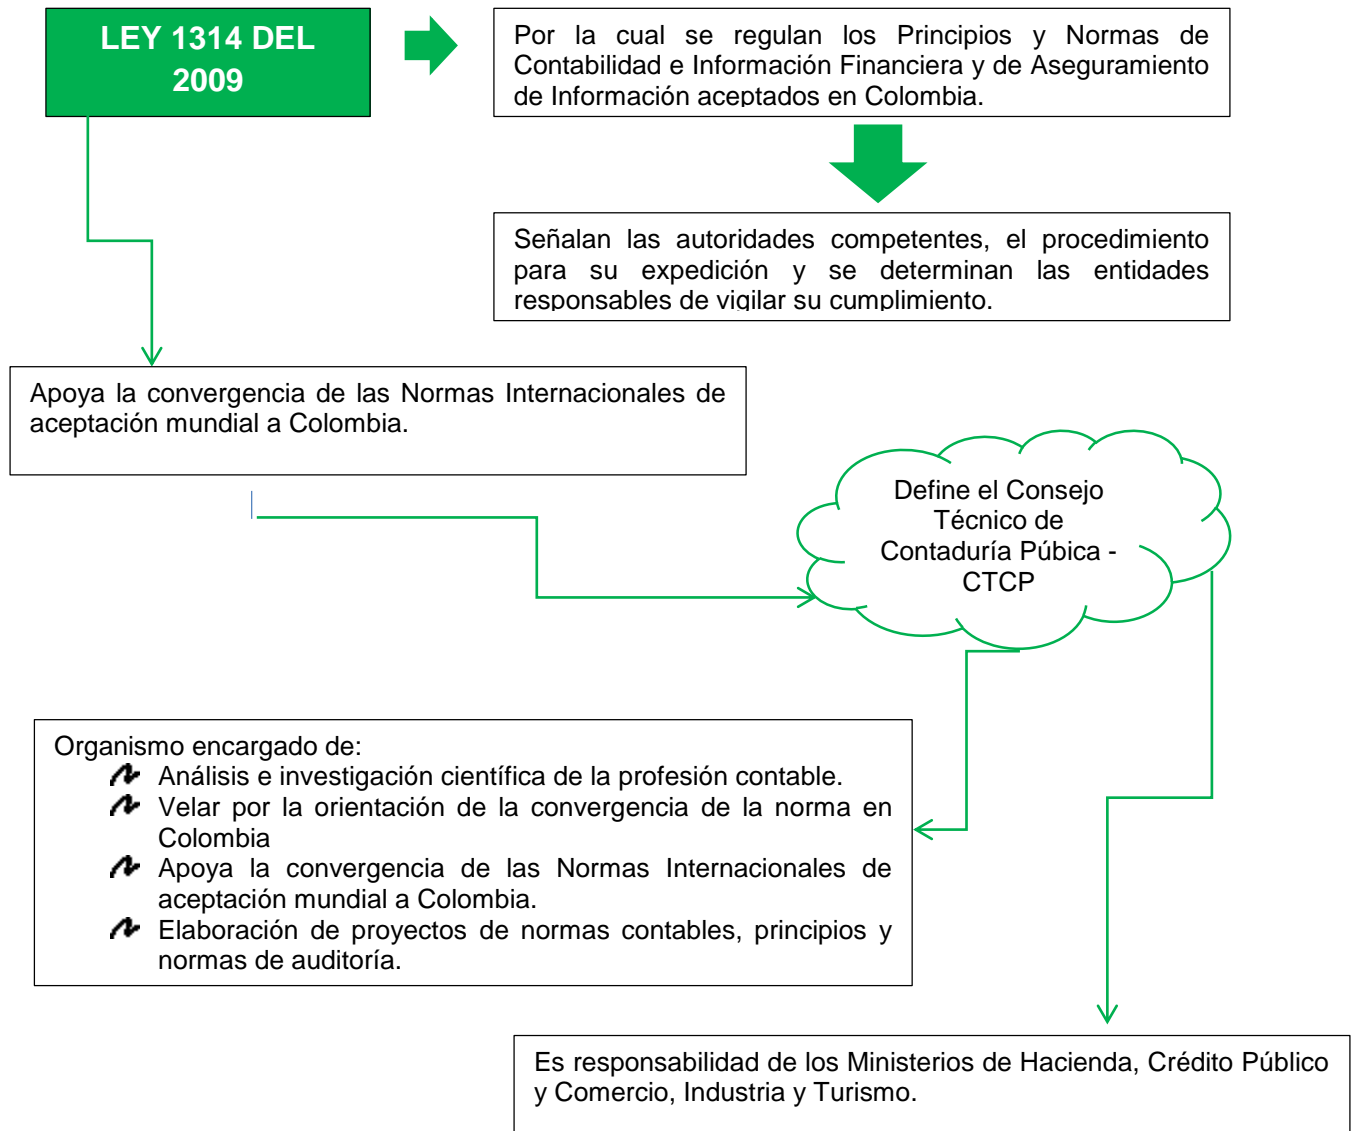 LEY 1314 DEL
2009
Por la cual se regulan los Principios y Normas de
Contabilidad e Información Financiera y de Aseguramiento
de Información aceptados en Colombia.
Señalan las autoridades competentes, el procedimiento
para su expedición y se determinan las entidades
responsables de vigilar su cumplimiento.
Apoya la convergencia de las Normas Internacionales de
aceptación mundial a Colombia.
Define el Consejo
Técnico de
Contaduría Púbica -
CTCP
Organismo encargado de:
Análisis e investigación científica de la profesión contable.
Velar por la orientación de la convergencia de la norma en
Colombia
Apoya la convergencia de las Normas Internacionales de
aceptación mundial a Colombia.
Elaboración de proyectos de normas contables, principios y
normas de auditoría.
Es responsabilidad de los Ministerios de Hacienda, Crédito Público
y Comercio, Industria y Turismo.